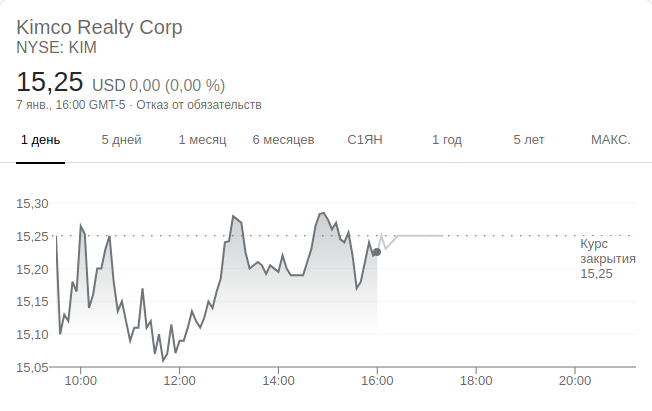 Kimco Realty Corp
NYSE: KIM
15,25 USD 0,00 (0,00 %)
7 янв., 16:00 GMT-5 · Отказ от обязательств
1 день 5 дней 1 месяц 6 месяцев С1ЯН 1 год 5 лет МАКС.
15,30
15,25
15,20
15,15
15,10
15,05
Курс
закрытия
15,25
10:00 12:00 14:00 16:00 18:00 20:00